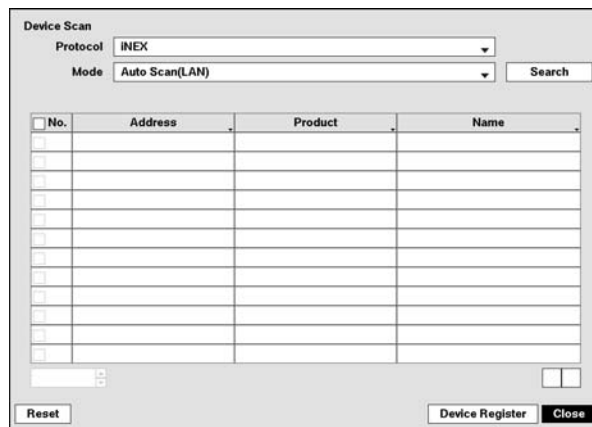 Device Scan
Protocol iNEX
Mode Auto Scan(LAN) Search
No. Address Product Name
Reset Device Register Close